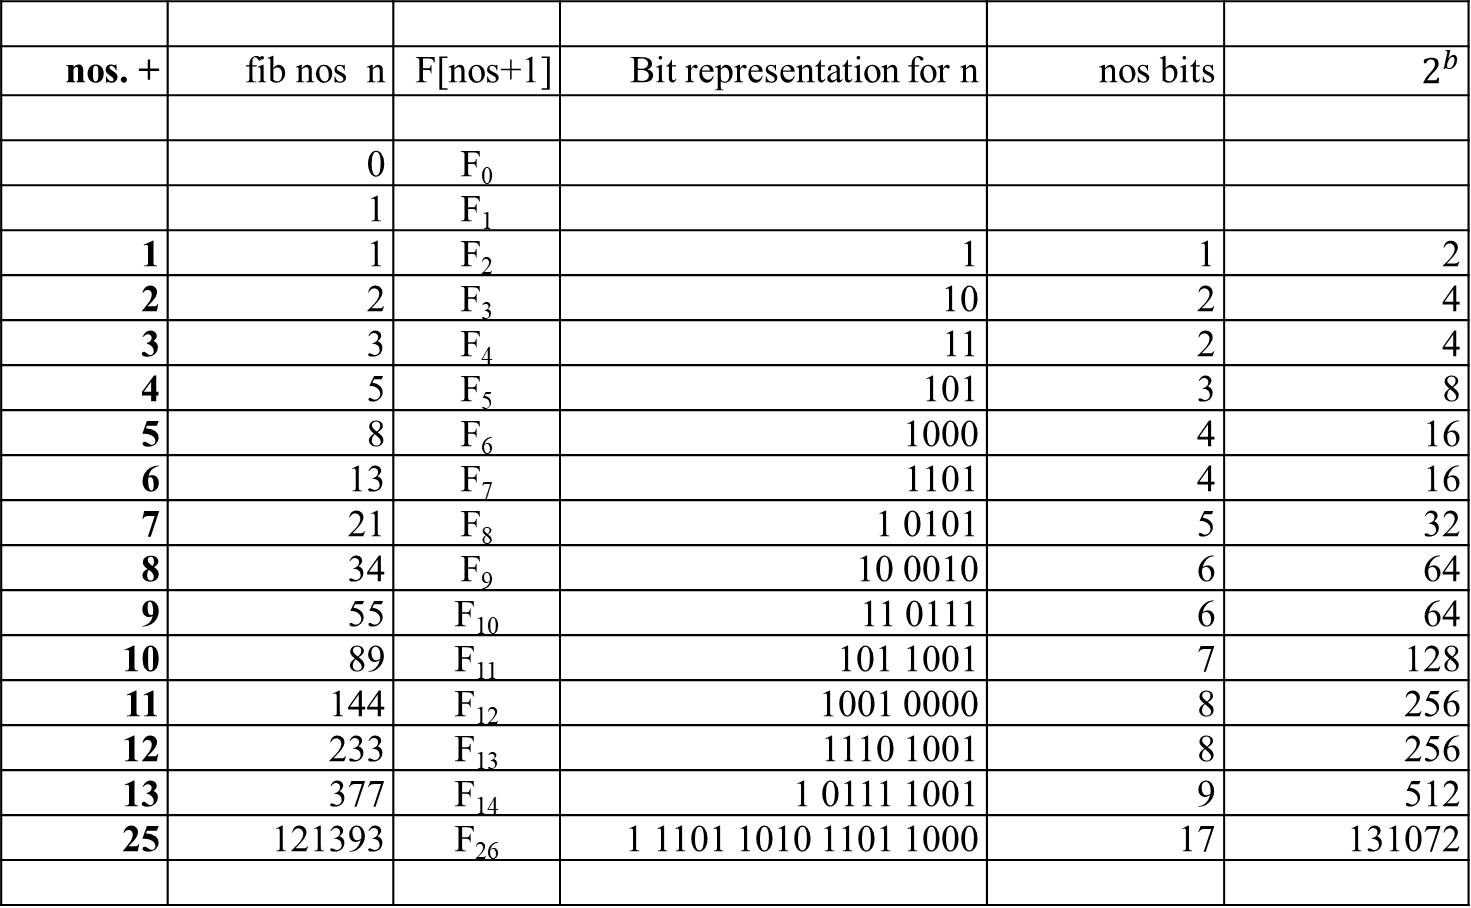 nos. + fib nos n F[nos+1] Bit representation for n nos bits 2ᵇ
0 F₀
1 F₁
1 1 F₂ 1 1 2
2 2 F₃ 10 2 4
3 3 F₄ 11 2 4
4 5 F₅ 101 3 8
5 8 F₆ 1000 4 16
6 13 F₇ 1101 4 16
7 21 F₈ 1 0101 5 32
8 34 F₉ 10 0010 6 64
9 55 F₁₀ 11 0111 6 64
10 89 F₁₁ 101 1001 7 128
11 144 F₁₂ 1001 0000 8 256
12 233 F₁₃ 1110 1001 8 256
13 377 F₁₄ 1 0111 1001 9 512
25 121393 F₂₆ 1 1101 1010 1101 1000 17 131072